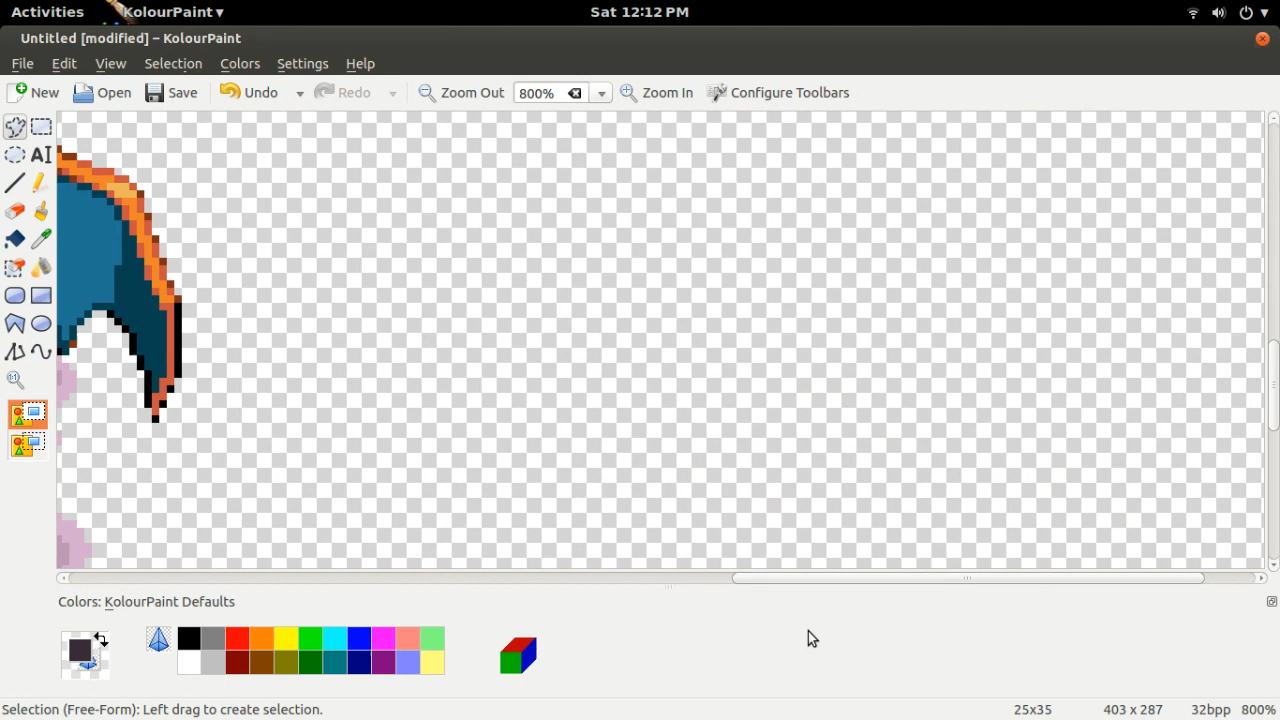 Activities KolourPaint ▾ Sat 12:12 PM
Untitled [modified] – KolourPaint
File Edit View Selection Colors Settings Help
New Open Save Undo Redo Zoom Out 800% Zoom In Configure Toolbars
AI
Colors: KolourPaint Defaults
Selection (Free-Form): Left drag to create selection. 25x35 403 x 287 32bpp 800%